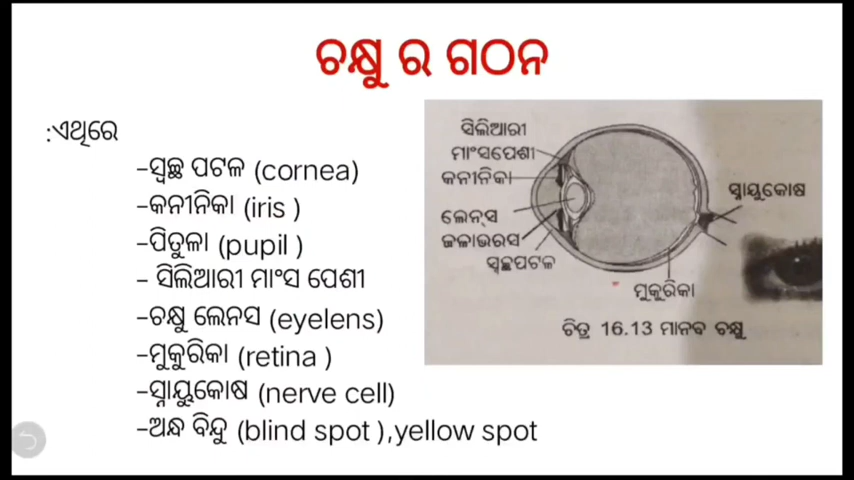 ଚକ୍ଷୁ ର ଗଠନ
:ଏଥିରେ
–ସ୍ୱଚ୍ଛ ପଟଳ (cornea)
–କନୀନିକା (iris )
–ପିତୁଳା (pupil )
– ସିଲିଆରୀ ମାଂସ ପେଶୀ
–ଚକ୍ଷୁ ଲେନସ (eyelens)
–ମୁକୁରିକା (retina )
–ସ୍ନାୟୁକୋଷ (nerve cell)
–ଅନ୍ଧ ବିନ୍ଦୁ (blind spot ),yellow spot
ସିଲିଆରୀ
ମାଂସପେଶୀ
କନୀନିକା
ଲେନ୍‌ସ
ଜଳାଭରସ
ସ୍ୱଚ୍ଛପଟଳ
ସ୍ନାୟୁକୋଷ
ମୁକୁରିକା
ଚିତ୍ର 16.13 ମାନବ ଚକ୍ଷୁ